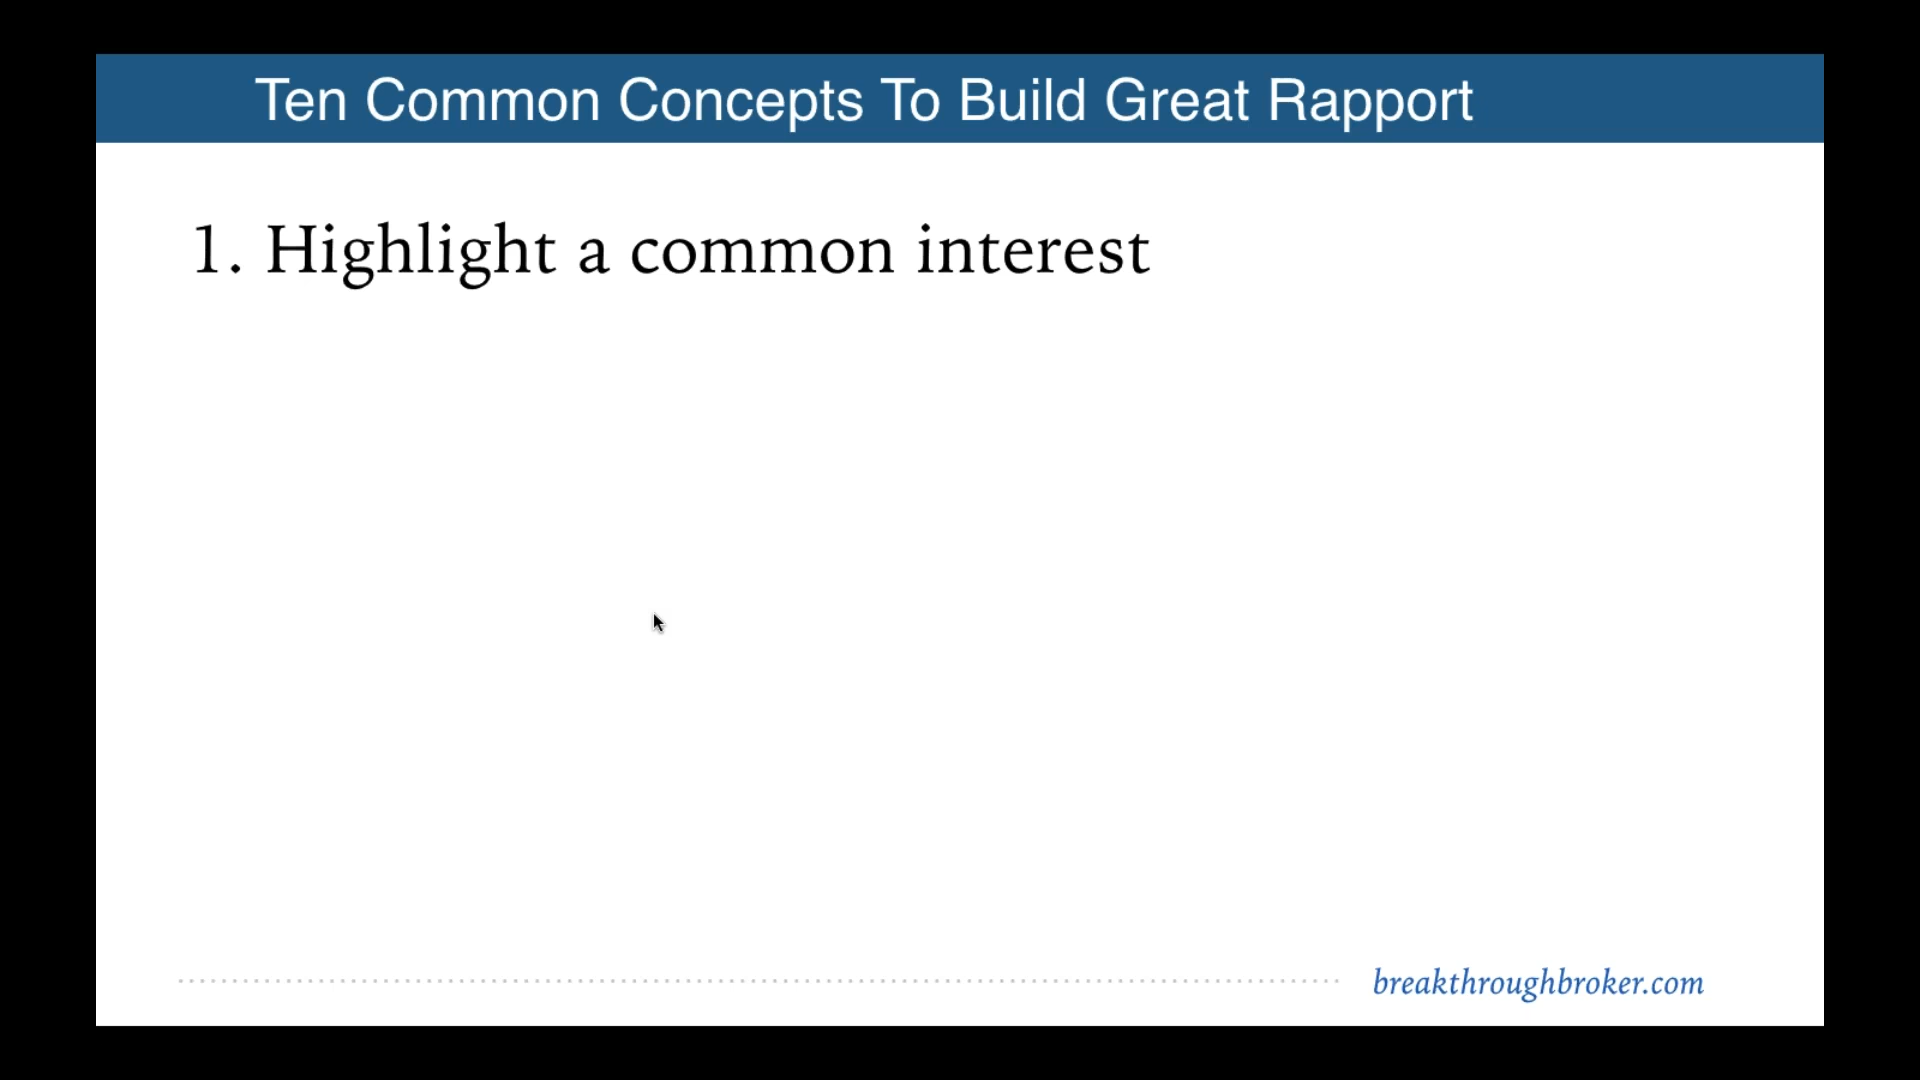 Ten Common Concepts To Build Great Rapport
1. Highlight a common interest
breakthroughbroker.com